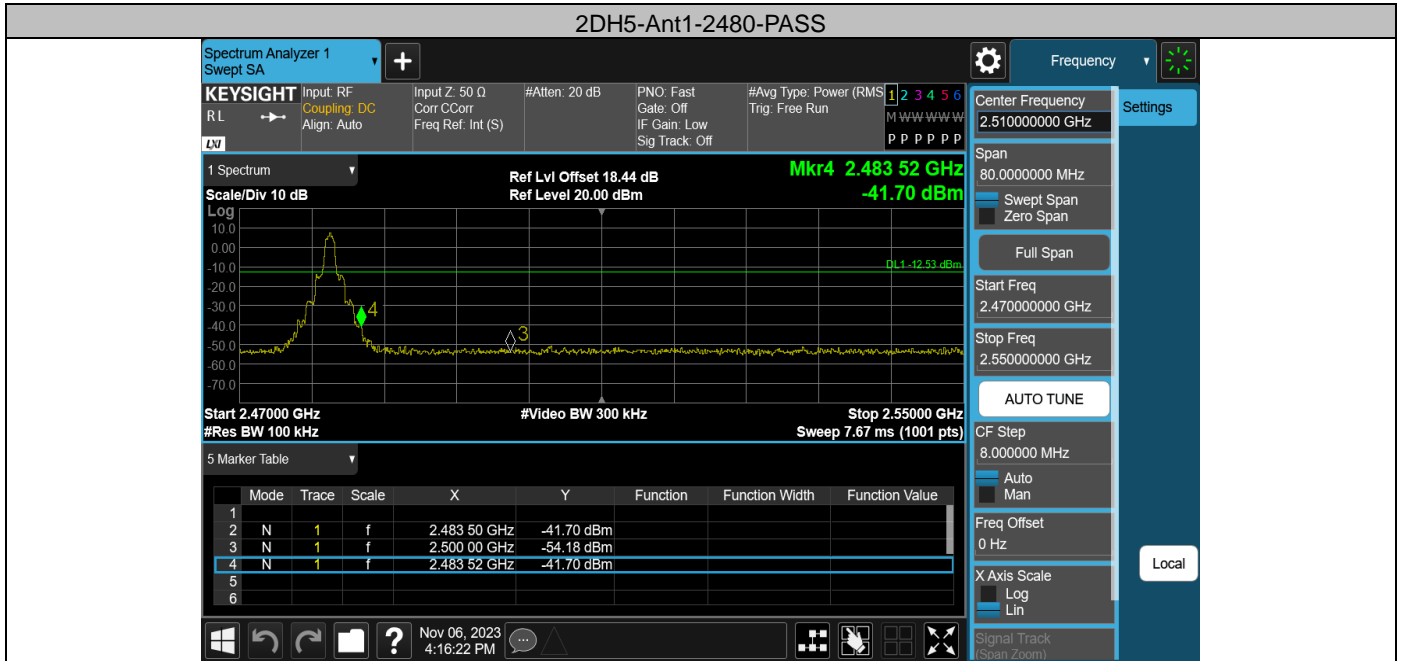 2DH5-Ant1-2480-PASS
Spectrum Analyzer 1
Swept SA
+
Frequency
KEYSIGHT
RL
LXI
Input: RF
Coupling: DC
Align: Auto
Input Z: 50 Ω
Corr CCorr
Freq Ref: Int (S)
#Atten: 20 dB
PNO: Fast
Gate: Off
IF Gain: Low
Sig Track: Off
#Avg Type: Power (RMS
Trig: Free Run
1 2 3 4 5 6
M W W W W W
P P P P P P
1 Spectrum
Scale/Div 10 dB
Ref Lvl Offset 18.44 dB
Ref Level 20.00 dBm
Mkr4 2.483 52 GHz
-41.70 dBm
Log
10.0
0.00
-10.0
-20.0
-30.0
-40.0
-50.0
-60.0
-70.0
DL1 -12.53 dBm
4
3
Start 2.47000 GHz
#Res BW 100 kHz
#Video BW 300 kHz
Stop 2.55000 GHz
Sweep 7.67 ms (1001 pts)
5 Marker Table
Mode Trace Scale X Y Function Function Width Function Value
1
2 N 1 f 2.483 50 GHz -41.70 dBm
3 N 1 f 2.500 00 GHz -54.18 dBm
4 N 1 f 2.483 52 GHz -41.70 dBm
5
6
?
Nov 06, 2023
4:16:22 PM
Center Frequency
2.510000000 GHz
Settings
Span
80.0000000 MHz
Swept Span
Zero Span
Full Span
Start Freq
2.470000000 GHz
Stop Freq
2.550000000 GHz
AUTO TUNE
CF Step
8.000000 MHz
Auto
Man
Freq Offset
0 Hz
X Axis Scale
Log
Lin
Local
Signal Track
(Span Zoom)